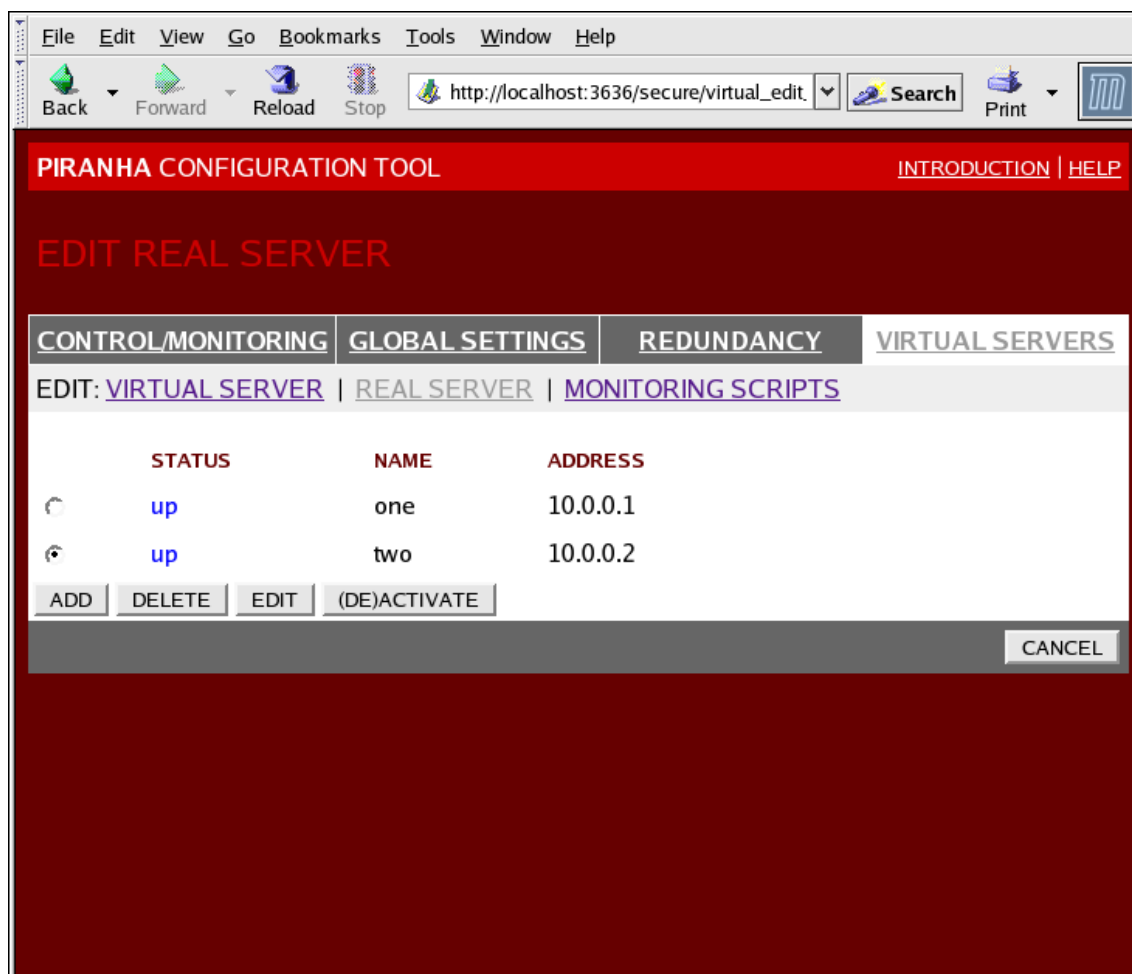 File Edit View Go Bookmarks Tools Window Help
Back Forward Reload Stop http://localhost:3636/secure/virtual_edit_ Search Print
PIRANHA CONFIGURATION TOOL INTRODUCTION | HELP
EDIT REAL SERVER
CONTROL/MONITORING GLOBAL SETTINGS REDUNDANCY VIRTUAL SERVERS
EDIT: VIRTUAL SERVER | REAL SERVER | MONITORING SCRIPTS
STATUS NAME ADDRESS
up one 10.0.0.1
up two 10.0.0.2
ADD DELETE EDIT (DE)ACTIVATE
CANCEL